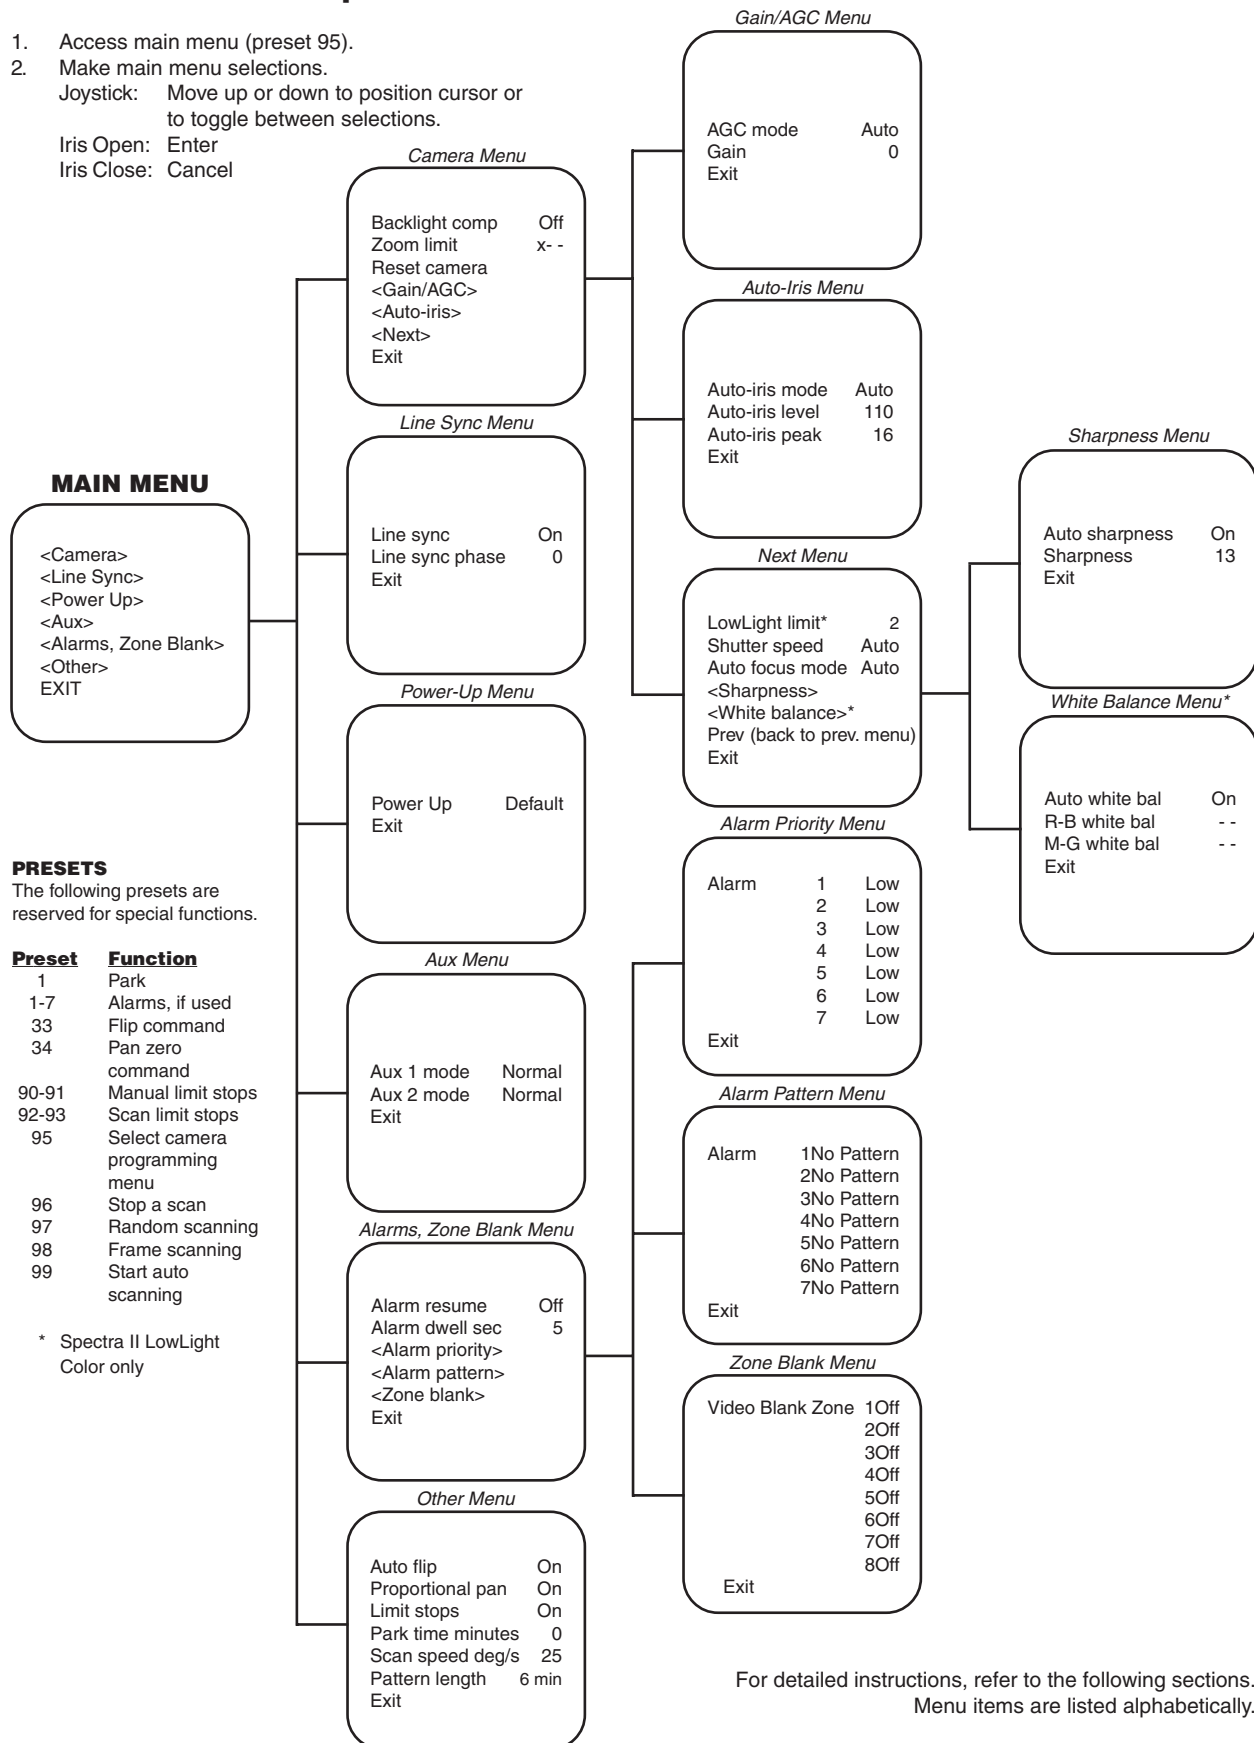 1. Access main menu (preset 95).
2. Make main menu selections.
Joystick: Move up or down to position cursor or
to toggle between selections.
Iris Open: Enter
Iris Close: Cancel
MAIN MENU
<Camera>
<Line Sync>
<Power Up>
<Aux>
<Alarms, Zone Blank>
<Other>
EXIT
PRESETS
The following presets are
reserved for special functions.
Preset Function
1 Park
1-7 Alarms, if used
33 Flip command
34 Pan zero
command
90-91 Manual limit stops
92-93 Scan limit stops
95 Select camera
programming
menu
96 Stop a scan
97 Random scanning
98 Frame scanning
99 Start auto
scanning
* Spectra II LowLight
Color only
Camera Menu
Backlight comp Off
Zoom limit x- -
Reset camera
<Gain/AGC>
<Auto-iris>
<Next>
Exit
Line Sync Menu
Line sync On
Line sync phase 0
Exit
Power-Up Menu
Power Up Default
Exit
Aux Menu
Aux 1 mode Normal
Aux 2 mode Normal
Exit
Alarms, Zone Blank Menu
Alarm resume Off
Alarm dwell sec 5
<Alarm priority>
<Alarm pattern>
<Zone blank>
Exit
Other Menu
Auto flip On
Proportional pan On
Limit stops On
Park time minutes 0
Scan speed deg/s 25
Pattern length 6 min
Exit
Gain/AGC Menu
AGC mode Auto
Gain 0
Exit
Auto-Iris Menu
Auto-iris mode Auto
Auto-iris level 110
Auto-iris peak 16
Exit
Next Menu
LowLight limit* 2
Shutter speed Auto
Auto focus mode Auto
<Sharpness>
<White balance>*
Prev (back to prev. menu)
Exit
Alarm Priority Menu
Alarm 1 Low
2 Low
3 Low
4 Low
5 Low
6 Low
7 Low
Exit
Alarm Pattern Menu
Alarm 1No Pattern
2No Pattern
3No Pattern
4No Pattern
5No Pattern
6No Pattern
7No Pattern
Exit
Zone Blank Menu
Video Blank Zone 1Off
2Off
3Off
4Off
5Off
6Off
7Off
8Off
Exit
Sharpness Menu
Auto sharpness On
Sharpness 13
Exit
White Balance Menu*
Auto white bal On
R-B white bal - -
M-G white bal - -
Exit
For detailed instructions, refer to the following sections.
Menu items are listed alphabetically.